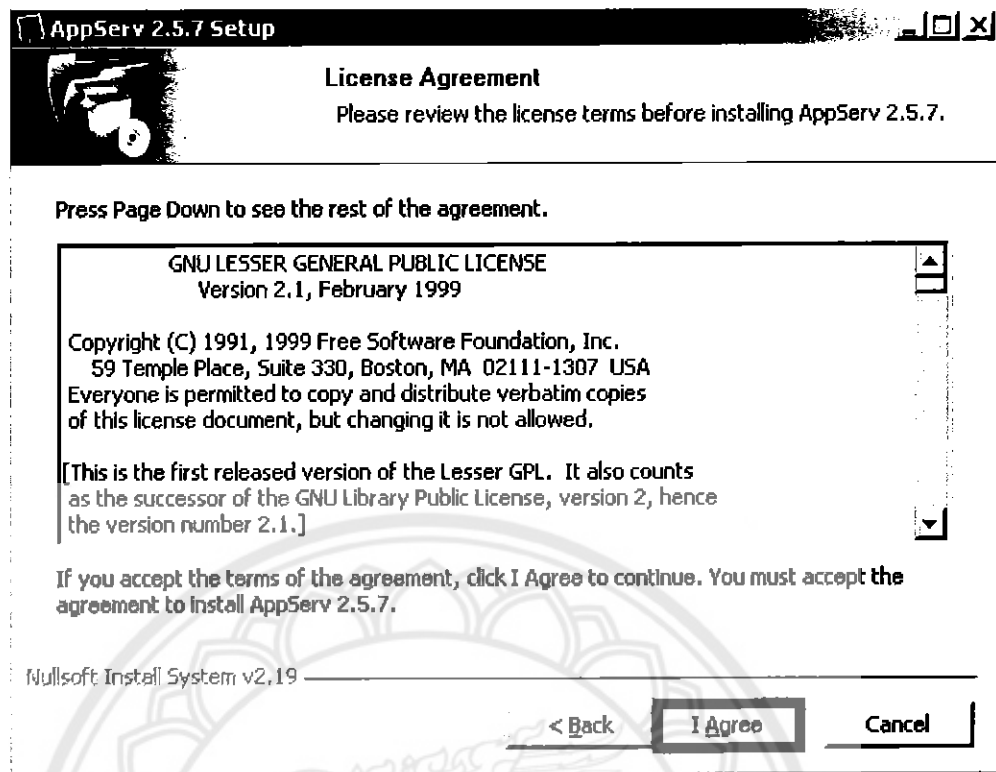 AppServ 2.5.7 Setup
License Agreement
Please review the license terms before installing AppServ 2.5.7.
Press Page Down to see the rest of the agreement.
GNU LESSER GENERAL PUBLIC LICENSE
Version 2.1, February 1999
Copyright (C) 1991, 1999 Free Software Foundation, Inc.
59 Temple Place, Suite 330, Boston, MA 02111-1307 USA
Everyone is permitted to copy and distribute verbatim copies
of this license document, but changing it is not allowed.
[This is the first released version of the Lesser GPL. It also counts
as the successor of the GNU Library Public License, version 2, hence
the version number 2.1.]
If you accept the terms of the agreement, click I Agree to continue. You must accept the
agreement to install AppServ 2.5.7.
Nullsoft Install System v2.19
< Back I Agree Cancel